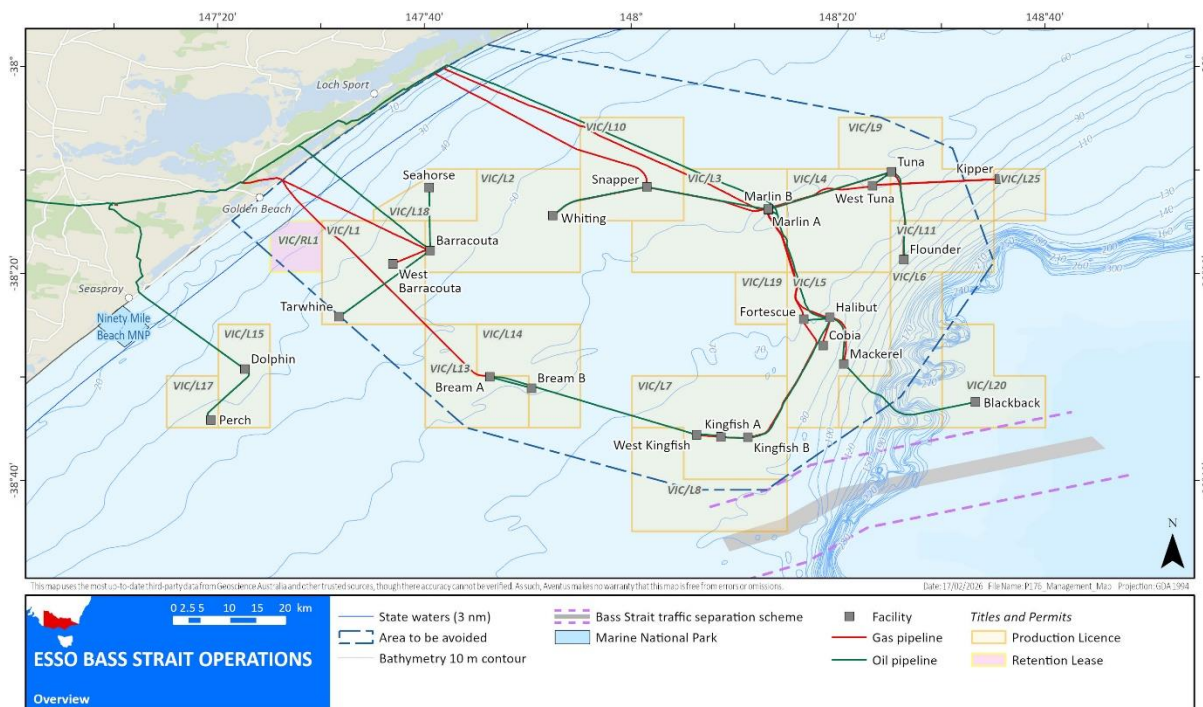 147°20'
147°40'
148°
148°20'
148°40'
38°
38°20'
38°40'
Loch Sport
Golden Beach
Seaspray
Ninety Mile
Beach MNP
VIC/L10
VIC/L9
VIC/L2
VIC/L3
VIC/L4
VIC/L25
VIC/L18
VIC/L1
VIC/RL1
VIC/L11
VIC/L6
VIC/L19
VIC/L5
VIC/L15
VIC/L14
VIC/L13
VIC/L17
VIC/L7
VIC/L20
VIC/L8
Seahorse
Snapper
Whiting
Marlin B
Marlin A
Tuna
West Tuna
Kipper
Flounder
Barracouta
West
Barracouta
Tarwhine
Fortescue
Halibut
Cobia
Mackerel
Dolphin
Perch
Bream A
Bream B
Kingfish A
West Kingfish
Kingfish B
Blackback
N
This map uses the most up-to-date third-party data from Geoscience Australia and other trusted sources, though there accuracy cannot be verified. As such, Aventus makes no warranty that this map is free from errors or omissions.
Date: 17/02/2026 File Name: P176_Management_Map Projection: GDA 1994
0 2.5 5 10 15 20 km
ESSO BASS STRAIT OPERATIONS
Overview
State waters (3 nm)
Area to be avoided
Bathymetry 10 m contour
Bass Strait traffic separation scheme
Marine National Park
Facility
Gas pipeline
Oil pipeline
Titles and Permits
Production Licence
Retention Lease